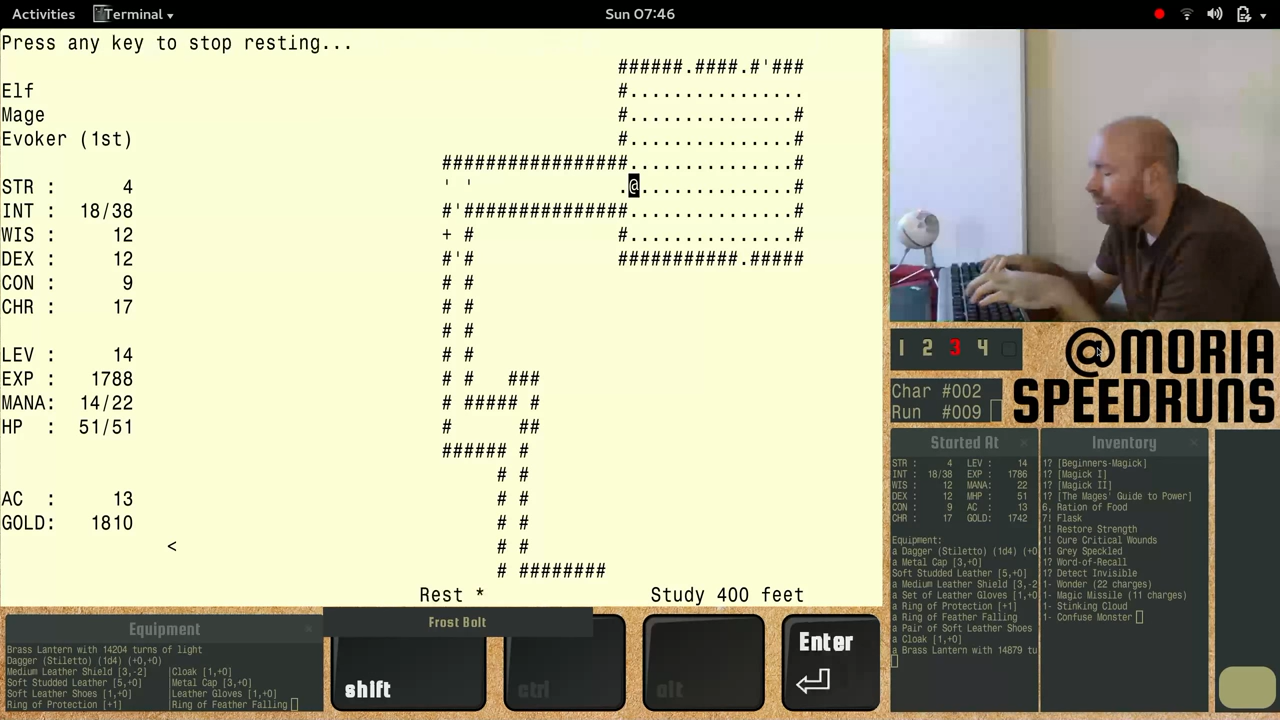 Activities Terminal Sun 07:46
Press any key to stop resting...
######.####.#'###
Elf #...............
Mage #..............#
Evoker (1st) #..............#
#################..............#
STR : 4 ' ' .@.............#
INT : 18/38 #'###############..............#
WIS : 12 + # #..............#
DEX : 12 #'# ###########.#####
CON : 9 # #
CHR : 17 # #
# #
LEV : 14 # #
EXP : 1788 # # ###
MANA: 14/22 # ##### #
HP : 51/51 # ##
###### #
# #
AC : 13 # #
GOLD: 1810 # #
< # #
# ########
Rest * Study 400 feet
1 2 3 4
@MORIA
SPEEDRUNS
Char #002
Run #009
Started At
STR : 4 LEV : 14
INT : 18/38 EXP : 1786
WIS : 12 MANA: 22
DEX : 12 MHP : 51
CON : 9 AC : 13
CHR : 17 GOLD: 1742
Equipment:
a Dagger (Stiletto) (1d4) (+0
a Metal Cap [3,+0]
Soft Studded Leather [5,+0]
a Medium Leather Shield [3,-2
a Set of Leather Gloves [1,+0
a Ring of Protection [+1]
a Ring of Feather Falling
a Pair of Soft Leather Shoes
a Cloak [1,+0]
a Brass Lantern with 14879 tu
Inventory
1? [Beginners-Magick]
1? [Magick I]
1? [Magick II]
1? [The Mages' Guide to Power]
6, Ration of Food
7! Flask
1! Restore Strength
1! Cure Critical Wounds
1! Grey Speckled
1? Word-of-Recall
1? Detect Invisible
1- Wonder (22 charges)
1- Magic Missile (11 charges)
1- Stinking Cloud
1- Confuse Monster
Equipment
Brass Lantern with 14204 turns of light
Dagger (Stiletto) (1d4) (+0,+0)
Medium Leather Shield [3,-2] |Cloak [1,+0]
Soft Studded Leather [5,+0] |Metal Cap [3,+0]
Soft Leather Shoes [1,+0] |Leather Gloves [1,+0]
Ring of Protection [+1] |Ring of Feather Falling
Frost Bolt
shift ctrl alt Enter